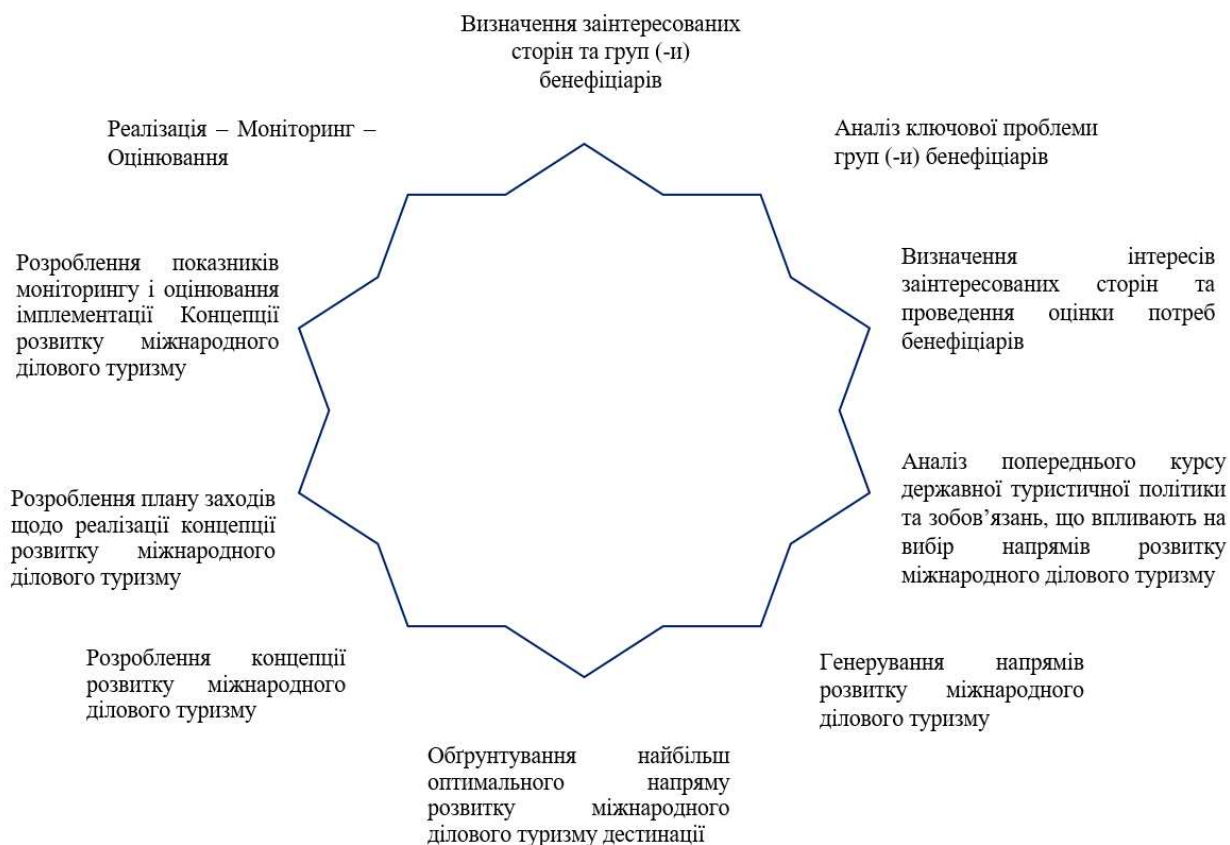 Визначення заінтересованих
сторін та груп (-и)
бенефіціарів
Аналіз ключової проблеми
груп (-и) бенефіціарів
Визначення інтересів
заінтересованих сторін та
проведення оцінки потреб
бенефіціарів
Аналіз попереднього курсу
державної туристичної політики
та зобов’язань, що впливають на
вибір напрямів розвитку
міжнародного ділового туризму
Генерування напрямів
розвитку міжнародного
ділового туризму
Обґрунтування найбільш
оптимального напряму
розвитку міжнародного
ділового туризму дестинації
Розроблення концепції
розвитку міжнародного
ділового туризму
Розроблення плану заходів
щодо реалізації концепції
розвитку міжнародного
ділового туризму
Розроблення показників
моніторингу і оцінювання
імплементації Концепції
розвитку міжнародного
ділового туризму
Реалізація – Моніторинг –
Оцінювання